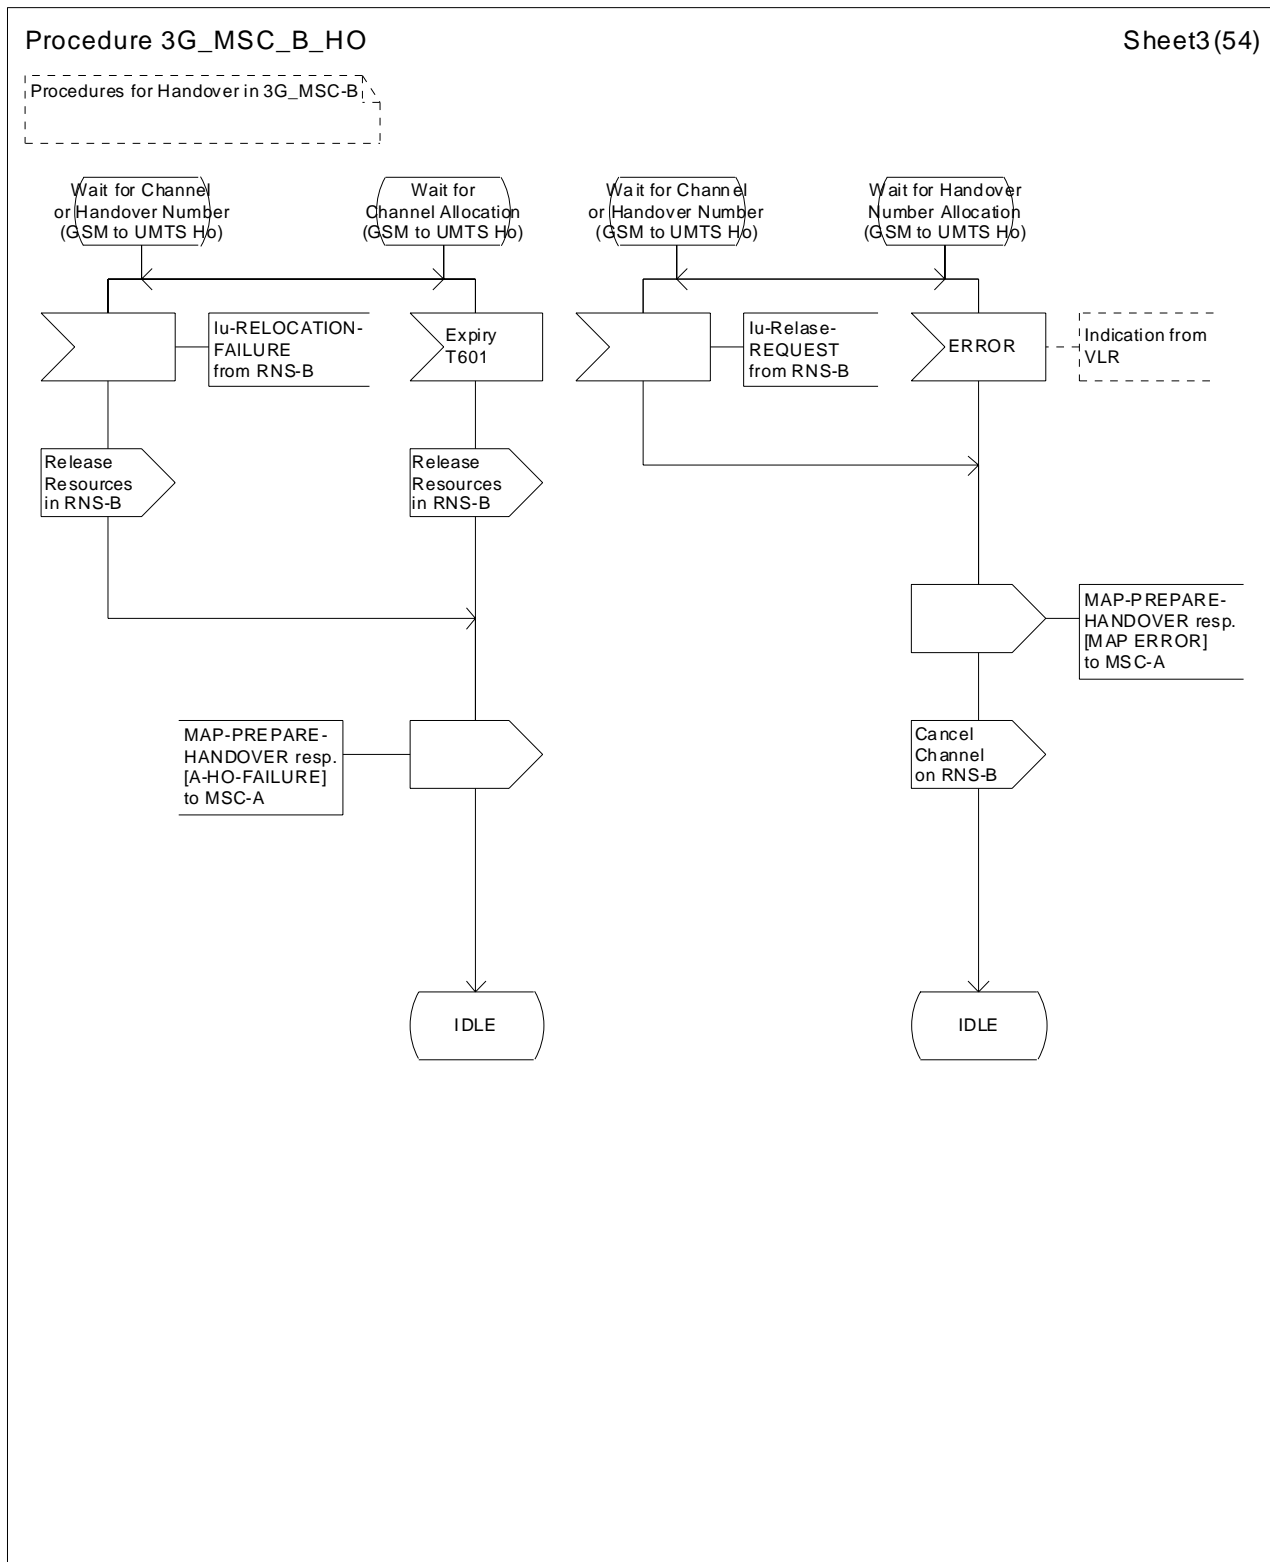 Procedure 3G_MSC_B_HO
Sheet3(54)
Procedures for Handover in 3G_MSC-B
Wait for Channel
or Handover Number
(GSM to UMTS Ho)
Wait for
Channel Allocation
(GSM to UMTS Ho)
Wait for Channel
or Handover Number
(GSM to UMTS Ho)
Wait for Handover
Number Allocation
(GSM to UMTS Ho)
Iu-RELOCATION-
FAILURE
from RNS-B
Expiry
T601
Iu-Relase-
REQUEST
from RNS-B
ERROR
Indication from
VLR
Release
Resources
in RNS-B
Release
Resources
in RNS-B
MAP-PREPARE-
HANDOVER resp.
[MAP ERROR]
to MSC-A
MAP-PREPARE-
HANDOVER resp.
[A-HO-FAILURE]
to MSC-A
Cancel
Channel
on RNS-B
IDLE
IDLE